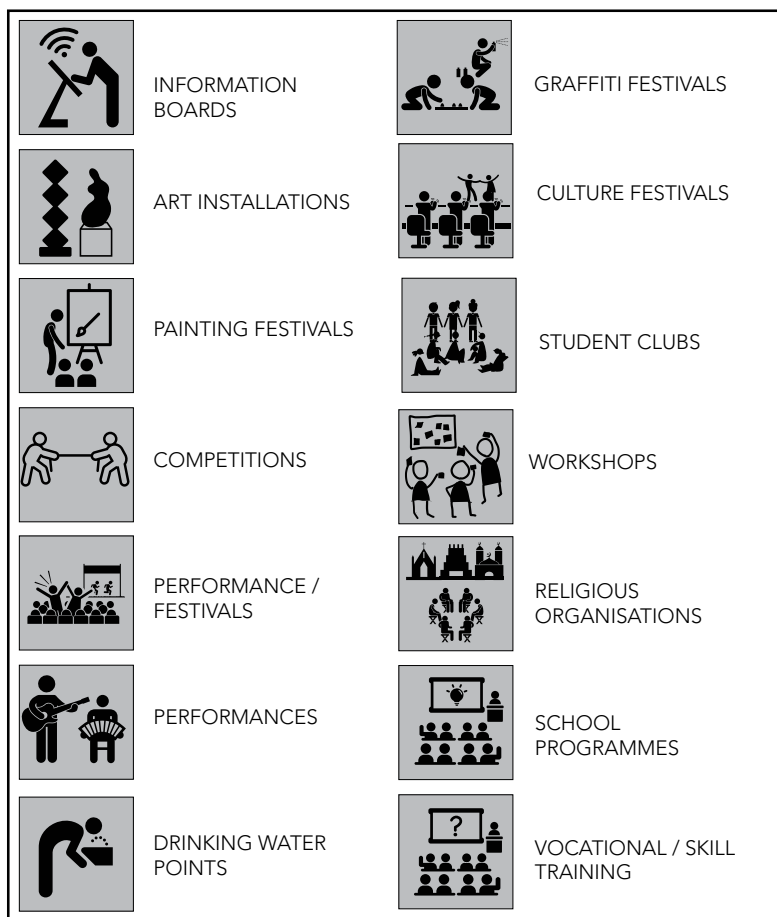 INFORMATION
BOARDS
ART INSTALLATIONS
PAINTING FESTIVALS
COMPETITIONS
PERFORMANCE /
FESTIVALS
PERFORMANCES
DRINKING WATER
POINTS
GRAFFITI FESTIVALS
CULTURE FESTIVALS
STUDENT CLUBS
WORKSHOPS
RELIGIOUS
ORGANISATIONS
SCHOOL
PROGRAMMES
?
VOCATIONAL / SKILL
TRAINING